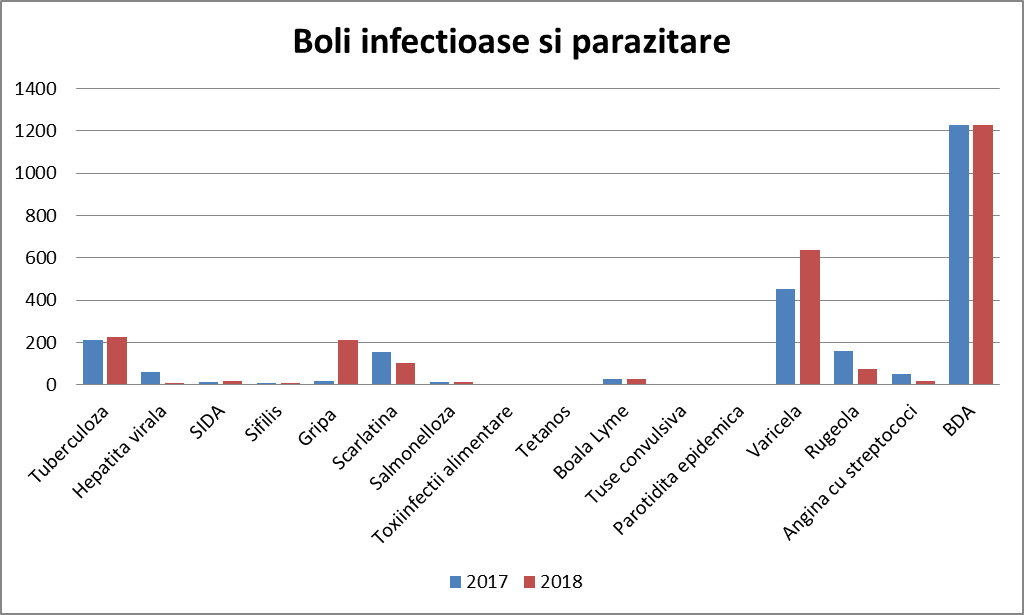 Boli infectioase si parazitare
1400
1200
1000
800
600
400
200
0
Tuberculoza
Hepatita virala
SIDA
Sifilis
Gripa
Scarlatina
Salmonelloza
Toxiinfectii alimentare
Tetanos
Boala Lyme
Tuse convulsiva
Parotidita epidemica
Varicela
Rugeola
Angina cu streptococi
BDA
2017 2018